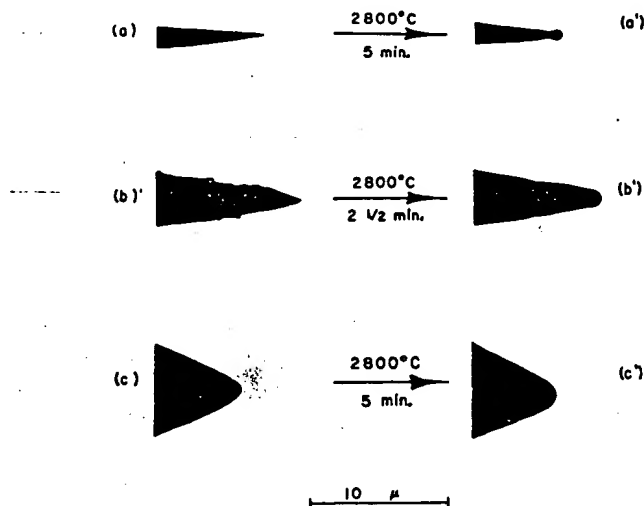 (a) 2800°C (a')
5 min.
(b)' 2800°C (b')
2 1/2 min.
(c) 2800°C (c')
5 min.
10 μ